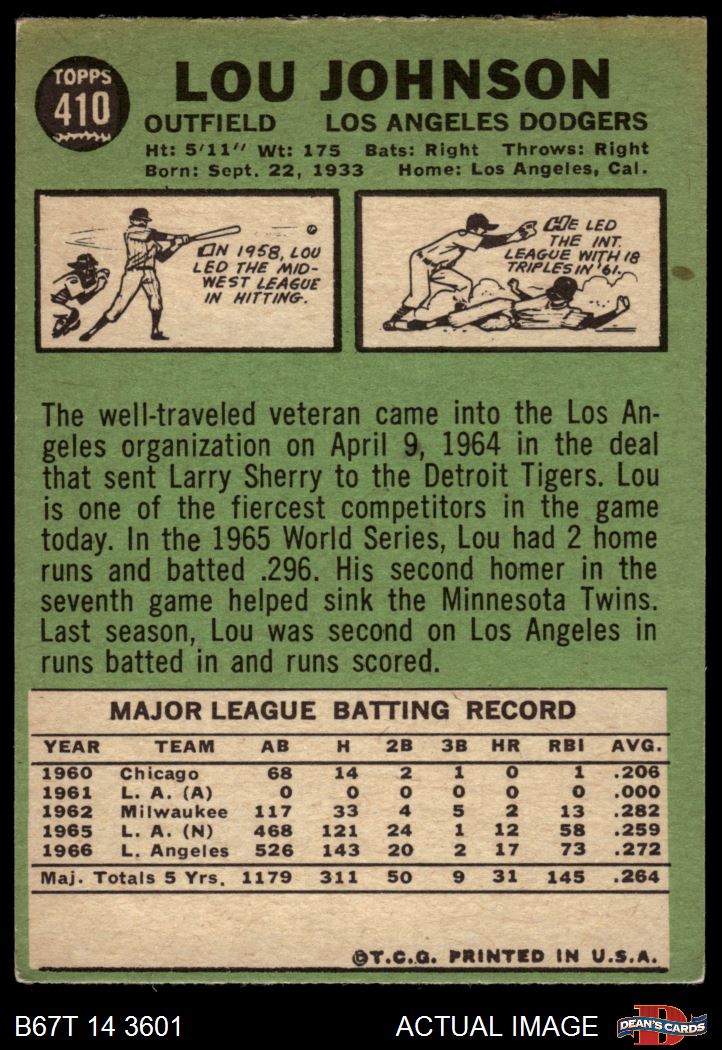 TOPPS
410
LOU JOHNSON
OUTFIELD LOS ANGELES DODGERS
Ht: 5'11" Wt: 175 Bats: Right Throws: Right
Born: Sept. 22, 1933 Home: Los Angeles, Cal.
IN 1958, LOU
LED THE MID-
WEST LEAGUE
IN HITTING.
HE LED
THE INT.
LEAGUE WITH 18
TRIPLES IN '61.
The well-traveled veteran came into the Los An-
geles organization on April 9, 1964 in the deal
that sent Larry Sherry to the Detroit Tigers. Lou
is one of the fiercest competitors in the game
today. In the 1965 World Series, Lou had 2 home
runs and batted .296. His second homer in the
seventh game helped sink the Minnesota Twins.
Last season, Lou was second on Los Angeles in
runs batted in and runs scored.
MAJOR LEAGUE BATTING RECORD
YEAR TEAM AB H 2B 3B HR RBI AVG.
1960 Chicago 68 14 2 1 0 1 .206
1961 L. A. (A) 0 0 0 0 0 0 .000
1962 Milwaukee 117 33 4 5 2 13 .282
1965 L. A. (N) 468 121 24 1 12 58 .259
1966 L. Angeles 526 143 20 2 17 73 .272
Maj. Totals 5 Yrs. 1179 311 50 9 31 145 .264
©T.C.G. PRINTED IN U.S.A.
B67T 14 3601 ACTUAL IMAGE
D
DEAN'S CARDS